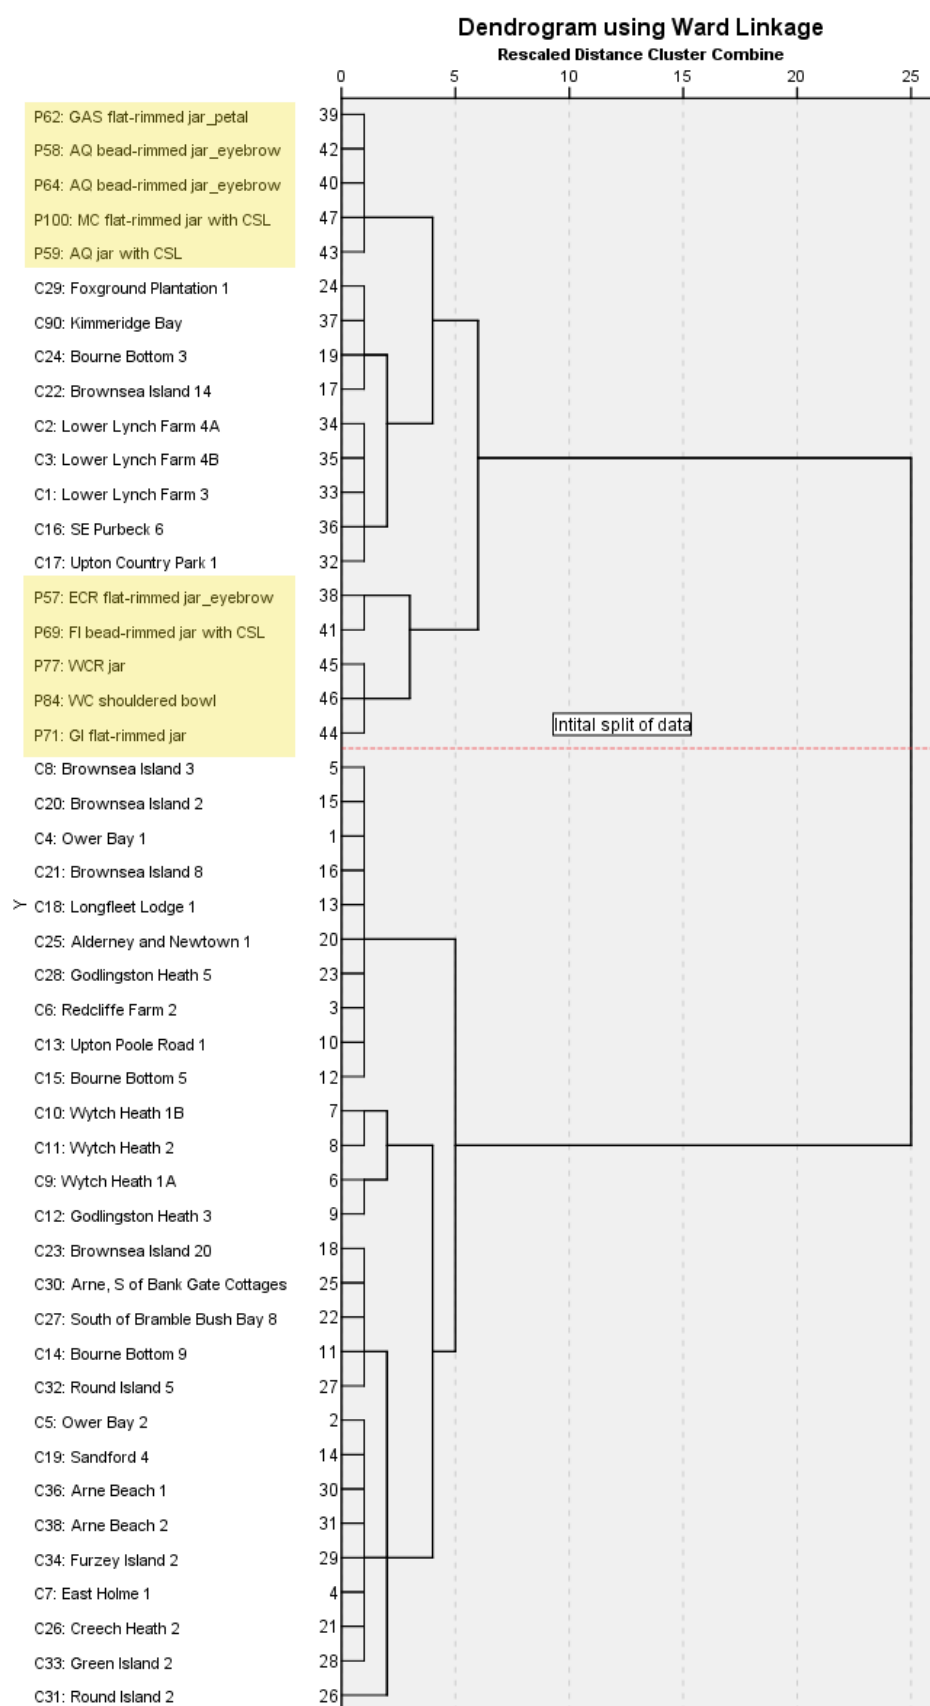 Dendrogram using Ward Linkage
Rescaled Distance Cluster Combine
0 5 10 15 20 25
P62: GAS flat-rimmed jar_petal 39
P58: AQ bead-rimmed jar_eyebrow 42
P64: AQ bead-rimmed jar_eyebrow 40
P100: MC flat-rimmed jar with CSL 47
P59: AQ jar with CSL 43
C29: Foxground Plantation 1 24
C90: Kimmeridge Bay 37
C24: Bourne Bottom 3 19
C22: Brownsea Island 14 17
C2: Lower Lynch Farm 4A 34
C3: Lower Lynch Farm 4B 35
C1: Lower Lynch Farm 3 33
C16: SE Purbeck 6 36
C17: Upton Country Park 1 32
P57: ECR flat-rimmed jar_eyebrow 38
P69: FI bead-rimmed jar with CSL 41
P77: WCR jar 45
P84: WC shouldered bowl 46
P71: GI flat-rimmed jar 44
Intital split of data
C8: Brownsea Island 3 5
C20: Brownsea Island 2 15
C4: Ower Bay 1 1
C21: Brownsea Island 8 16
Y
C18: Longfleet Lodge 1 13
C25: Alderney and Newtown 1 20
C28: Godlingston Heath 5 23
C6: Redcliffe Farm 2 3
C13: Upton Poole Road 1 10
C15: Bourne Bottom 5 12
C10: Wytch Heath 1B 7
C11: Wytch Heath 2 8
C9: Wytch Heath 1A 6
C12: Godlingston Heath 3 9
C23: Brownsea Island 20 18
C30: Arne, S of Bank Gate Cottages 25
C27: South of Bramble Bush Bay 8 22
C14: Bourne Bottom 9 11
C32: Round Island 5 27
C5: Ower Bay 2 2
C19: Sandford 4 14
C36: Arne Beach 1 30
C38: Arne Beach 2 31
C34: Furzey Island 2 29
C7: East Holme 1 4
C26: Creech Heath 2 21
C33: Green Island 2 28
C31: Round Island 2 26